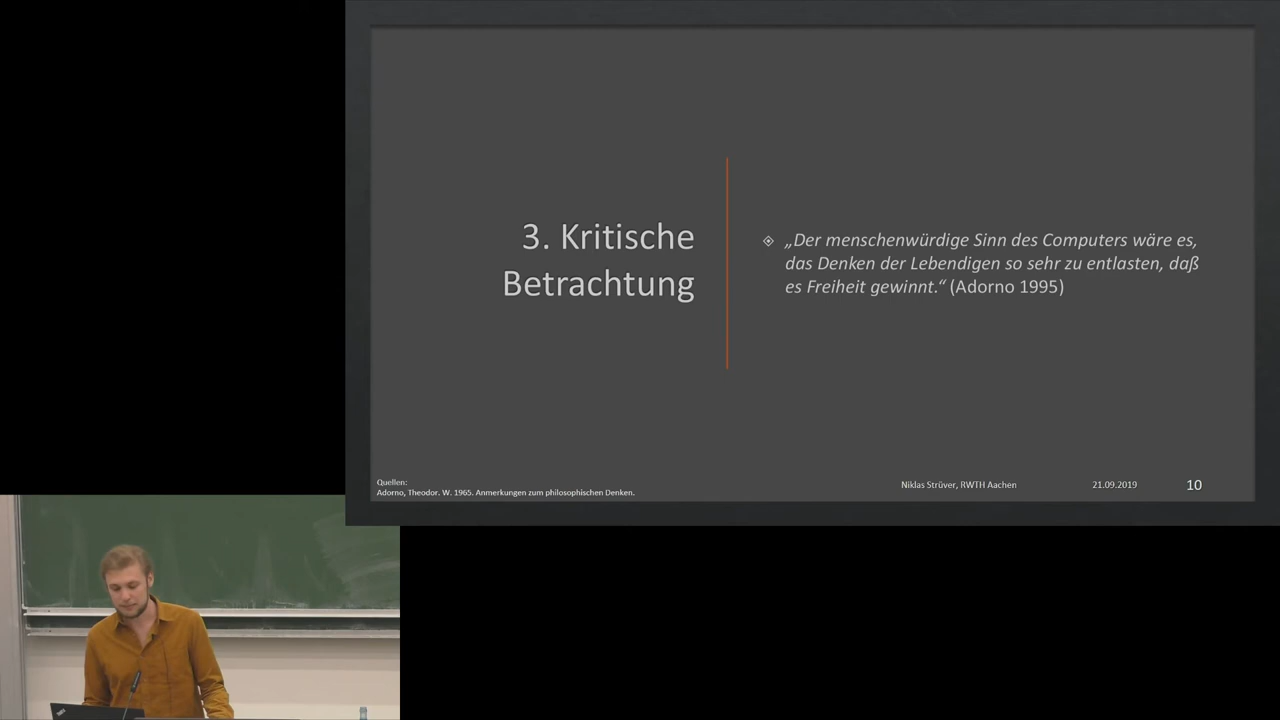 3. Kritische
Betrachtung
„Der menschenwürdige Sinn des Computers wäre es,
das Denken der Lebendigen so sehr zu entlasten, daß
es Freiheit gewinnt.“ (Adorno 1995)
Quellen:
Adorno, Theodor. W. 1965. Anmerkungen zum philosophischen Denken.
Niklas Strüver, RWTH Aachen
21.09.2019
10